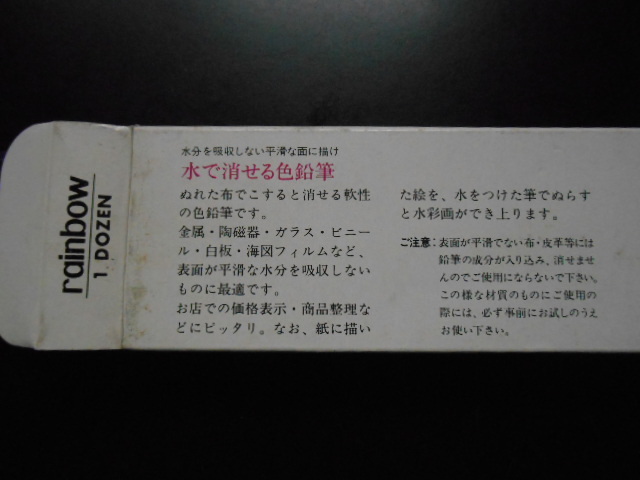 rainbow
1 DOZEN
水分を吸収しない平滑な面に描け
水で消せる色鉛筆
ぬれた布でこすると消せる軟性
の色鉛筆です。
金属・陶磁器・ガラス・ビニー
ル・白板・海図フィルムなど、
表面が平滑な水分を吸収しない
ものに最適です。
お店での価格表示・商品整理な
どにピッタリ。なお、紙に描い
た絵を、水をつけた筆でぬらす
と水彩画ができ上ります。
ご注意：表面が平滑でない布・皮革等には
鉛筆の成分が入り込み、消せませ
んのでご使用にならないで下さい。
この様な材質のものにご使用の
際には、必ず事前にお試しのうえ
お使い下さい。